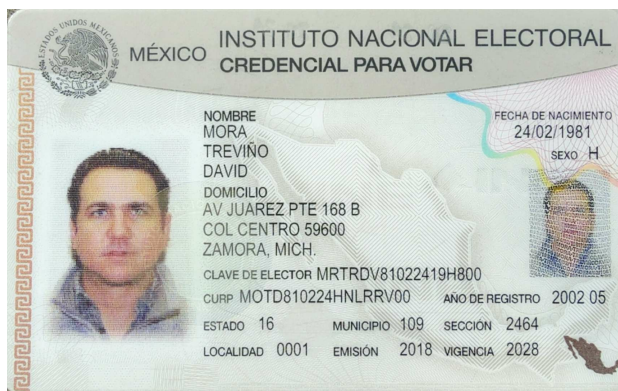 ESTADOS UNIDOS MEXICANOS
MÉXICO
INSTITUTO NACIONAL ELECTORAL
CREDENCIAL PARA VOTAR
NOMBRE
MORA
TREVIÑO
DAVID
FECHA DE NACIMIENTO
24/02/1981
SEXO H
DOMICILIO
AV JUAREZ PTE 168 B
COL CENTRO 59600
ZAMORA, MICH.
CLAVE DE ELECTOR MRTRDV81022419H800
CURP MOTD810224HNLRRV00 AÑO DE REGISTRO 2002 05
ESTADO 16 MUNICIPIO 109 SECCIÓN 2464
LOCALIDAD 0001 EMISIÓN 2018 VIGENCIA 2028